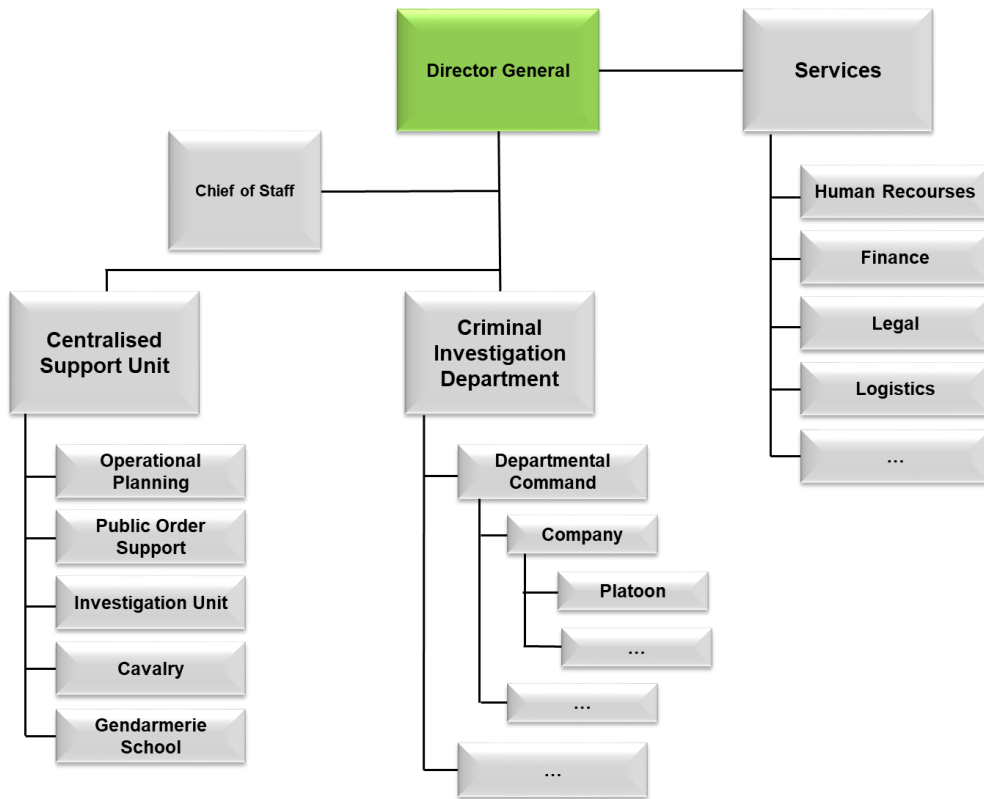 Director General
Services
Chief of Staff
Human Recourses
Finance
Legal
Logistics
...
Centralised
Support Unit
Operational
Planning
Public Order
Support
Investigation Unit
Cavalry
Gendarmerie
School
Criminal
Investigation
Department
Departmental
Command
Company
Platoon
...
...
...